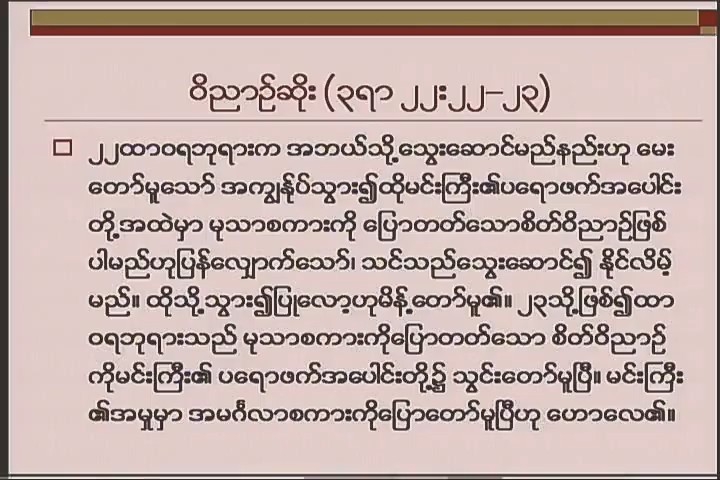 ဝိညာဉ်ဆိုး (၃ရာ ၂၂း၂၂–၂၃)
၂၂ထာဝရဘုရားက အဘယ်သို့သွေးဆောင်မည်နည်းဟု မေး
တော်မူသော် အကျွန်ုပ်သွား၍ထိုမင်းကြီး၏ပရောဖက်အပေါင်း
တို့အထဲမှာ မုသာစကားကို ပြောတတ်သောစိတ်ဝိညာဉ်ဖြစ်
ပါမည်ဟုပြန်လျှောက်သော်၊ သင်သည်သွေးဆောင်၍ နိုင်လိမ့်
မည်။ ထိုသို့သွား၍ပြုလော့ဟုမိန့်တော်မူ၏။ ၂၃သို့ဖြစ်၍ထာ
ဝရဘုရားသည် မုသာစကားကိုပြောတတ်သော စိတ်ဝိညာဉ်
ကိုမင်းကြီး၏ ပရောဖက်အပေါင်းတို့၌ သွင်းတော်မူပြီ။ မင်းကြီး
၏အမှုမှာ အမင်္ဂလာစကားကိုပြောတော်မူပြီဟု ဟောလေ၏။